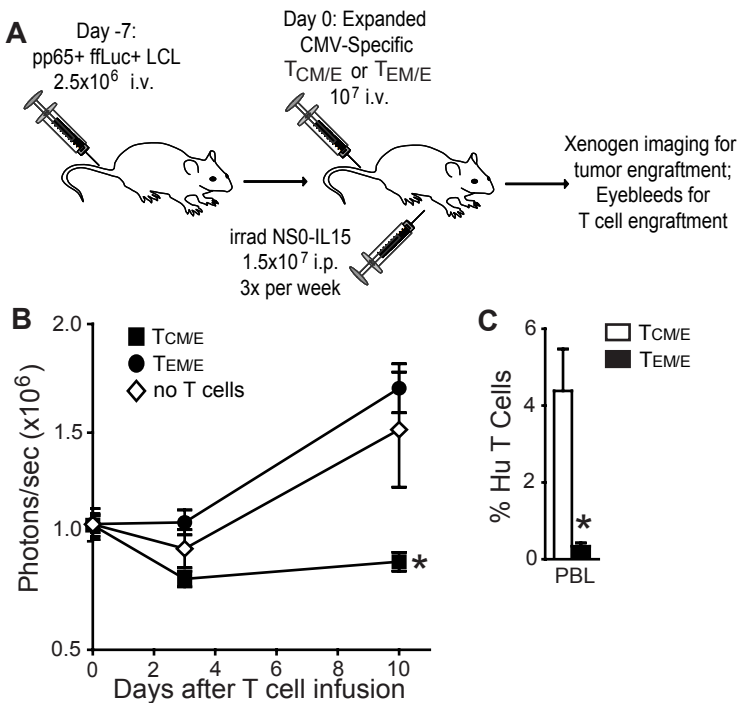 A
Day -7:
pp65+ ffLuc+ LCL
2.5x10⁶ i.v.
Day 0: Expanded
CMV-Specific
TCM/E or TEM/E
10⁷ i.v.
irrad NS0-IL15
1.5x10⁷ i.p.
3x per week
Xenogen imaging for
tumor engraftment;
Eyebleeds for
T cell engraftment
B
TCM/E
TEM/E
no T cells
Photons/sec (x10⁶)
2.0
1.5
1.0
0.5
*
0 2 4 6 8 10
Days after T cell infusion
C
TCM/E
TEM/E
% Hu T Cells
6
4
2
0
*
PBL